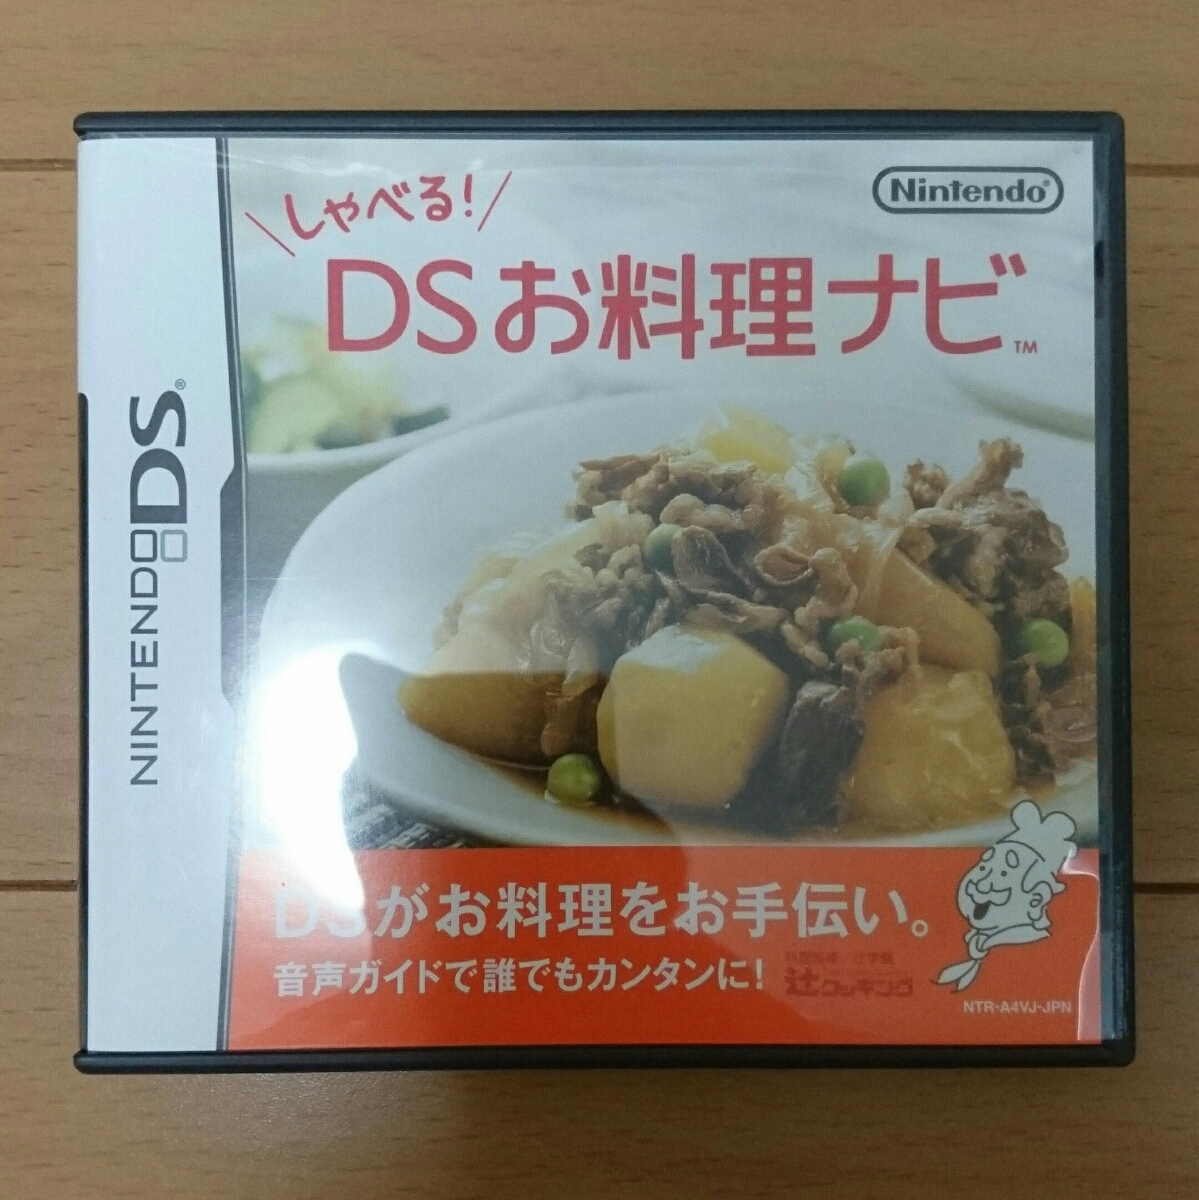 NINTENDO DS®
しゃべる!
Nintendo®
DSお料理ナビ™
DSがお料理をお手伝い。
音声ガイドで誰でもカンタンに!
辻クッキング
NTR-A4VJ-JPN